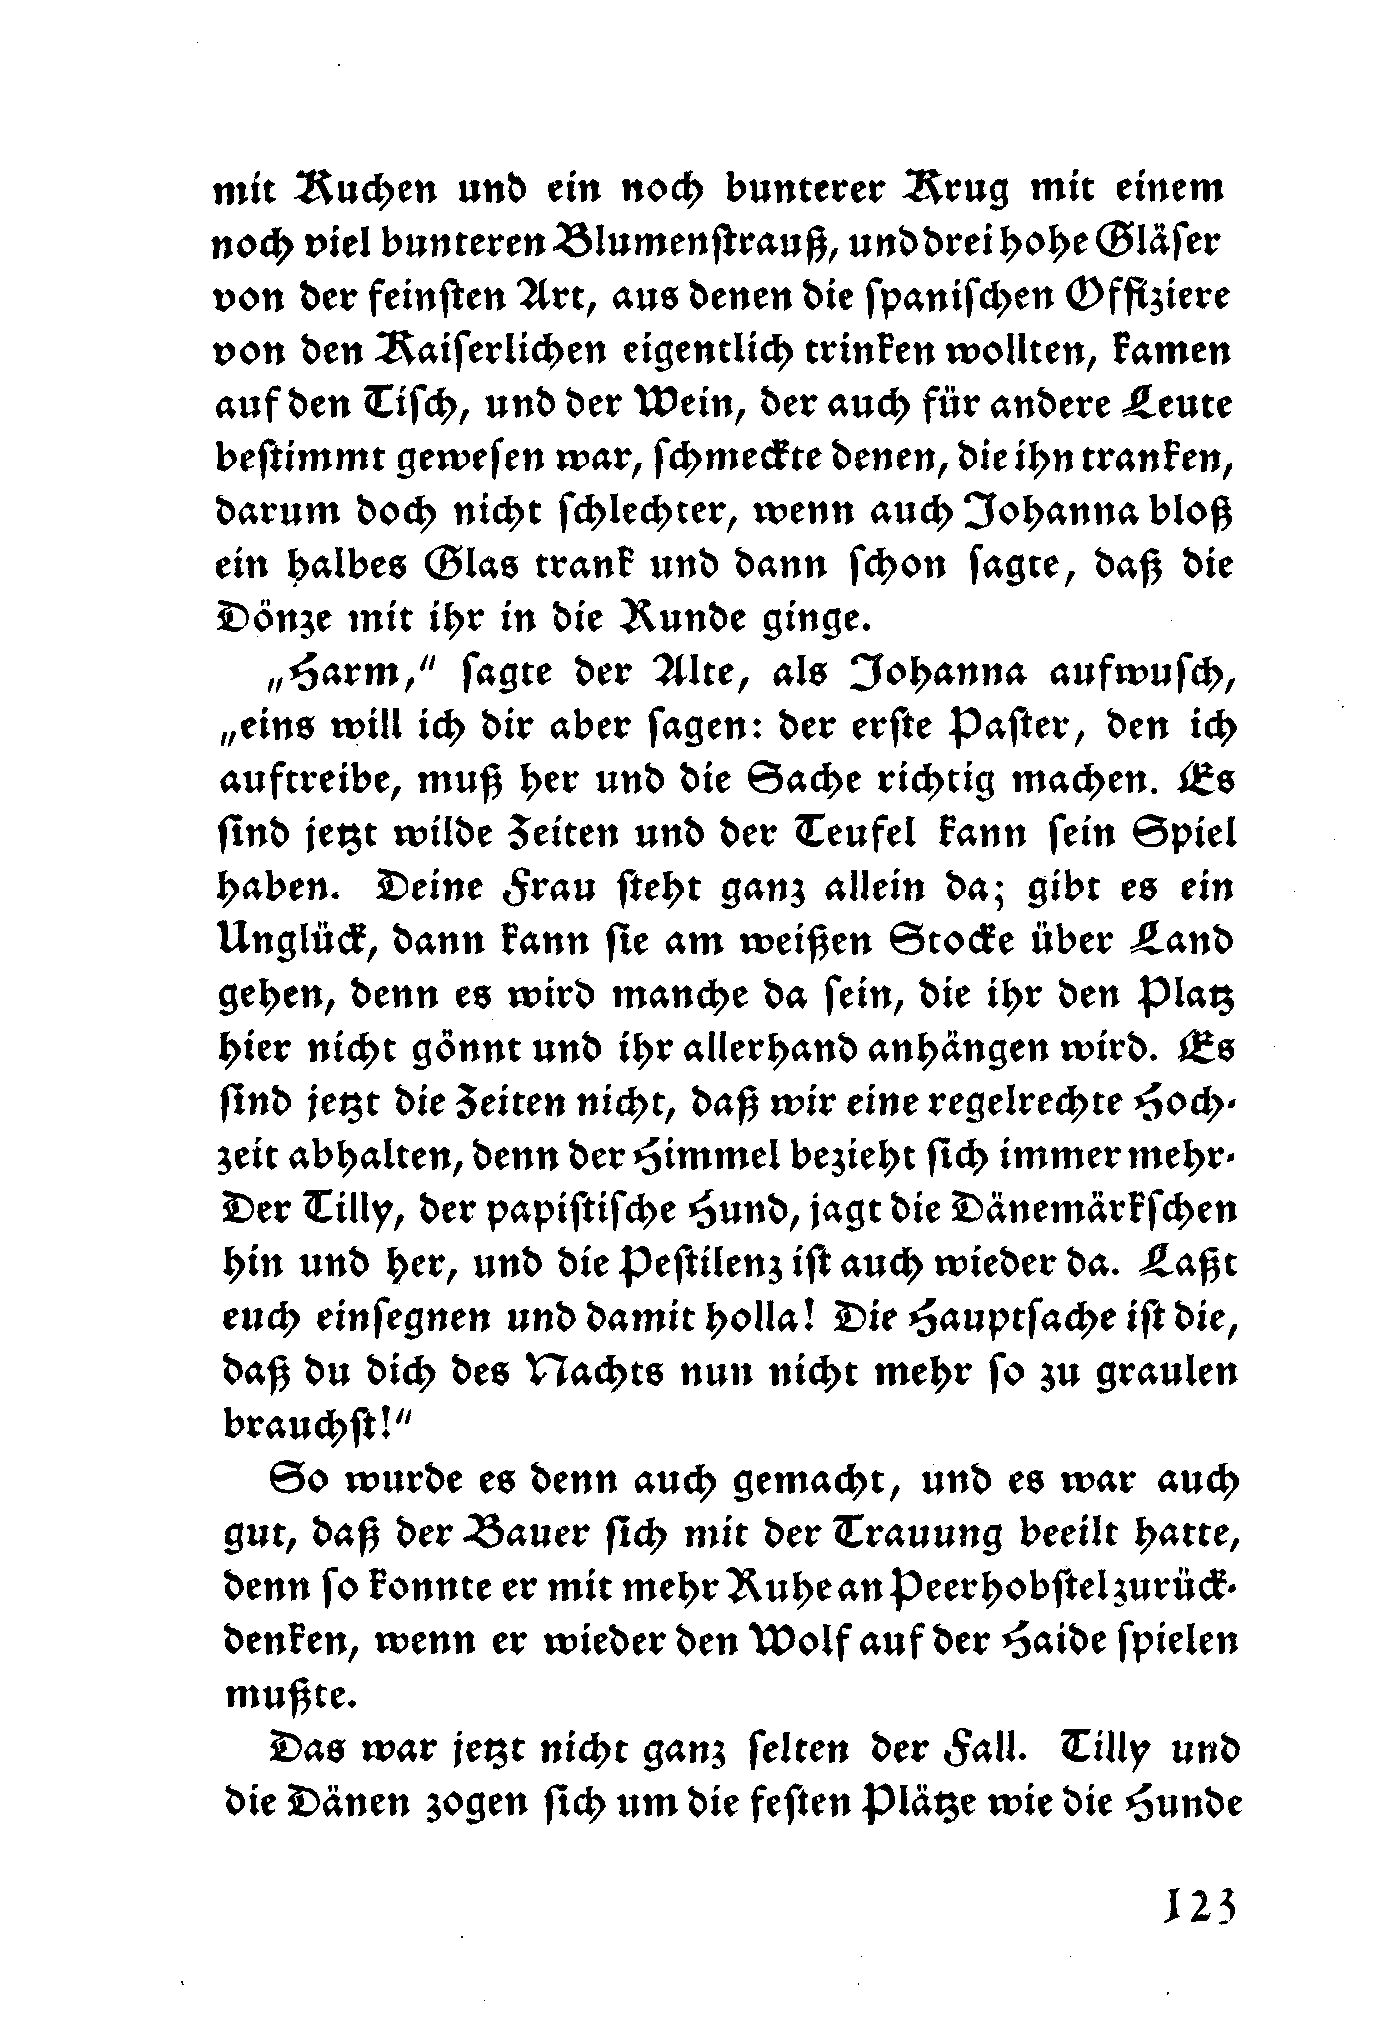 mit Kuchen und ein noch bunterer Krug mit einem
noch viel bunteren Blumenstrauß, und drei hohe Gläser
von der feinsten Art, aus denen die spanischen Offiziere
von den Kaiserlichen eigentlich trinken wollten, kamen
auf den Tisch, und der Wein, der auch für andere Leute
bestimmt gewesen war, schmeckte denen, die ihn tranken,
darum doch nicht schlechter, wenn auch Johanna bloß
ein halbes Glas trank und dann schon sagte, daß die
Dönze mit ihr in die Runde ginge.
„Harm,“ sagte der Alte, als Johanna aufwusch,
„eins will ich dir aber sagen: der erste Paster, den ich
auftreibe, muß her und die Sache richtig machen. Es
sind jetzt wilde Zeiten und der Teufel kann sein Spiel
haben. Deine Frau steht ganz allein da; gibt es ein
Unglück, dann kann sie am weißen Stocke über Land
gehen, denn es wird manche da sein, die ihr den Platz
hier nicht gönnt und ihr allerhand anhängen wird. Es
sind jetzt die Zeiten nicht, daß wir eine regelrechte Hoch-
zeit abhalten, denn der Himmel bezieht sich immer mehr.
Der Tilly, der papistische Hund, jagt die Dänemärkschen
hin und her, und die Pestilenz ist auch wieder da. Laßt
euch einsegnen und damit holla! Die Hauptsache ist die,
daß du dich des Nachts nun nicht mehr so zu graulen
brauchst!“
So wurde es denn auch gemacht, und es war auch
gut, daß der Bauer sich mit der Trauung beeilt hatte,
denn so konnte er mit mehr Ruhe an Peerhobstel zurück-
denken, wenn er wieder den Wolf auf der Haide spielen
mußte.
Das war jetzt nicht ganz selten der Fall. Tilly und
die Dänen zogen sich um die festen Plätze wie die Hunde
123